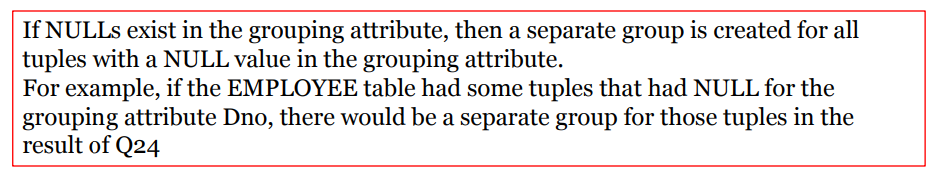 If NULLs exist in the grouping attribute, then a separate group is created for all
tuples with a NULL value in the grouping attribute.
For example, if the EMPLOYEE table had some tuples that had NULL for the
grouping attribute Dno, there would be a separate group for those tuples in the
result of Q24